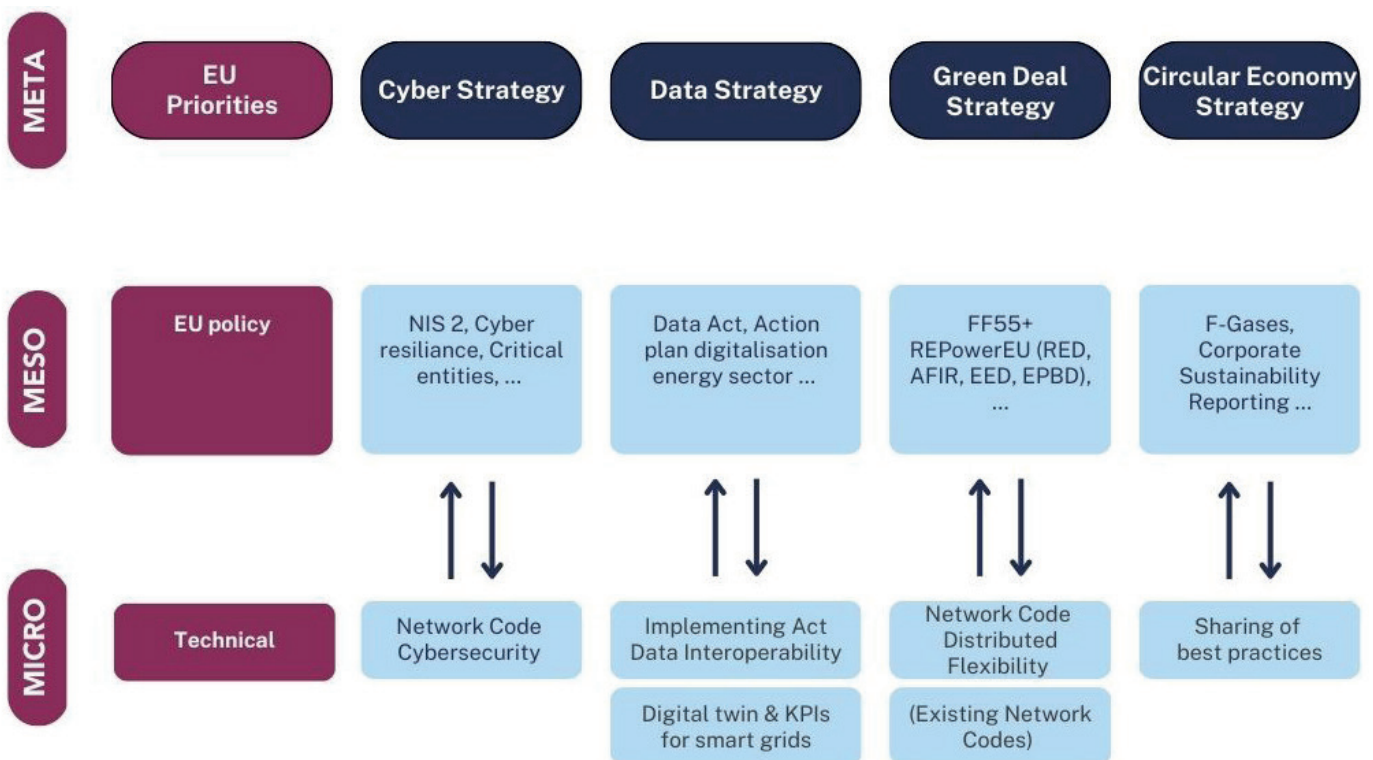 META
EU
Priorities
Cyber Strategy
Data Strategy
Green Deal
Strategy
Circular Economy
Strategy
MESO
EU policy
NIS 2, Cyber
resiliance, Critical
entities, ...
Data Act, Action
plan digitalisation
energy sector ...
FF55+
REPowerEU (RED,
AFIR, EED, EPBD),
...
F-Gases,
Corporate
Sustainability
Reporting ...
MICRO
Technical
Network Code
Cybersecurity
Implementing Act
Data Interoperability
Network Code
Distributed
Flexibility
Sharing of
best practices
Digital twin & KPIs
for smart grids
(Existing Network
Codes)